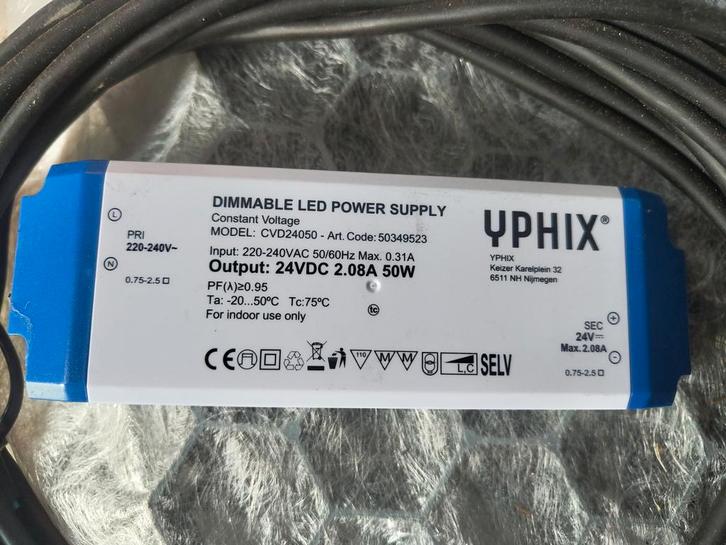 DIMMABLE LED POWER SUPPLY
Constant Voltage
MODEL: CVD24050 - Art.Code: 50349523
Input: 220-240VAC 50/60Hz Max. 0.31A
Output: 24VDC 2.08A 50W
PF(λ)≥0.95
Ta: -20...50ºC Tc:75ºC
For indoor use only
tc
L
PRI
220-240V~
N
0.75-2.5
YPHIX®
YPHIX
Keizer Karelplein 32
6511 NH Nijmegen
+
SEC
24V
Max. 2.08A
-
0.75-2.5
CE 110 M M L,C SELV